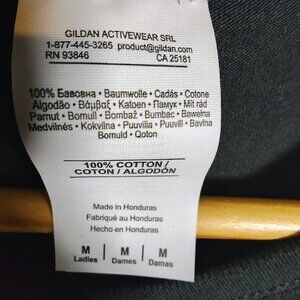 GILDAN ACTIVEWEAR SRL
1-877-445-3265 product@gildan.com
RN 93846 CA 25181
100% Бавовна • Baumwolle • Cadás • Cotone
Algodão • Βάμβαξ • Katoen • Памук • Mit rád
Pamut • Bomull • Bombaž • Bumbac • Bawełna
Medvilnės • Kokvilna • Puuvilla • Puuvill • Bavlna
Bomuld • Qoton
100% COTTON /
COTON / ALGODÓN
Made in Honduras
Fabriqué au Honduras
Hecho en Honduras
M M M
Ladies Dames Damas